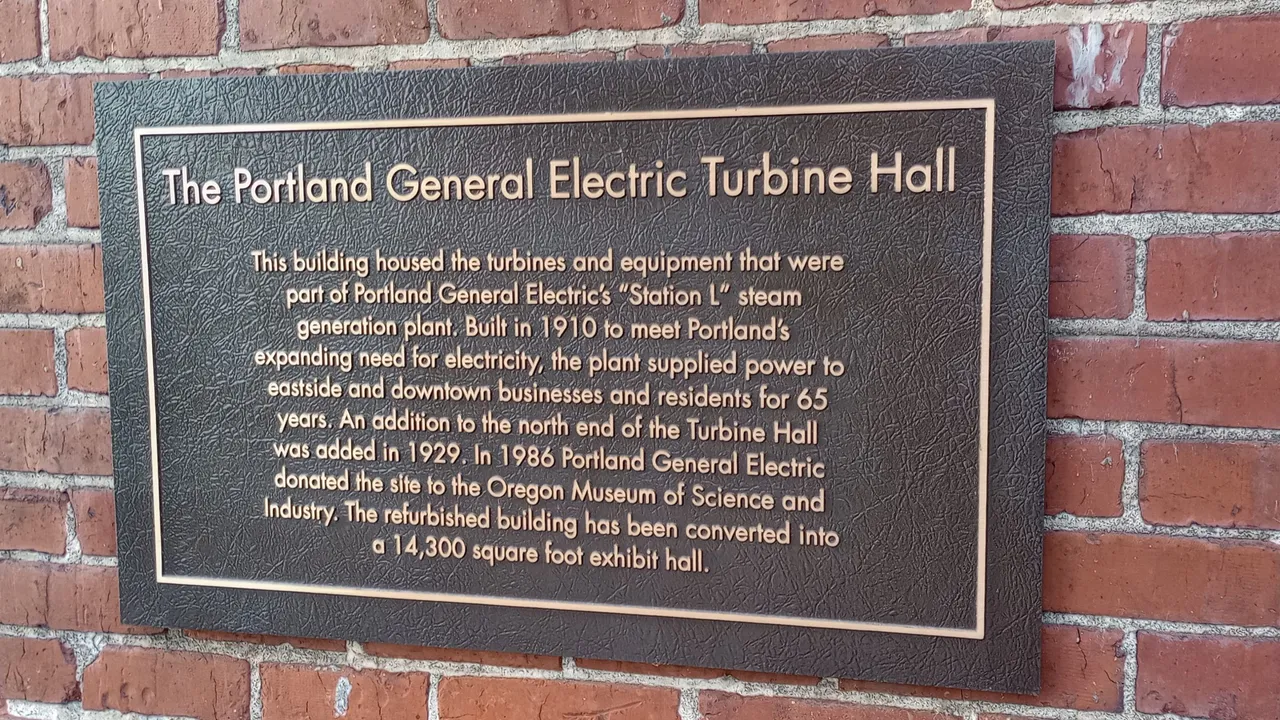 The Portland General Electric Turbine Hall
This building housed the turbines and equipment that were
part of Portland General Electric's "Station L" steam
generation plant. Built in 1910 to meet Portland's
expanding need for electricity, the plant supplied power to
eastside and downtown businesses and residents for 65
years. An addition to the north end of the Turbine Hall
was added in 1929. In 1986 Portland General Electric
donated the site to the Oregon Museum of Science and
Industry. The refurbished building has been converted into
a 14,300 square foot exhibit hall.